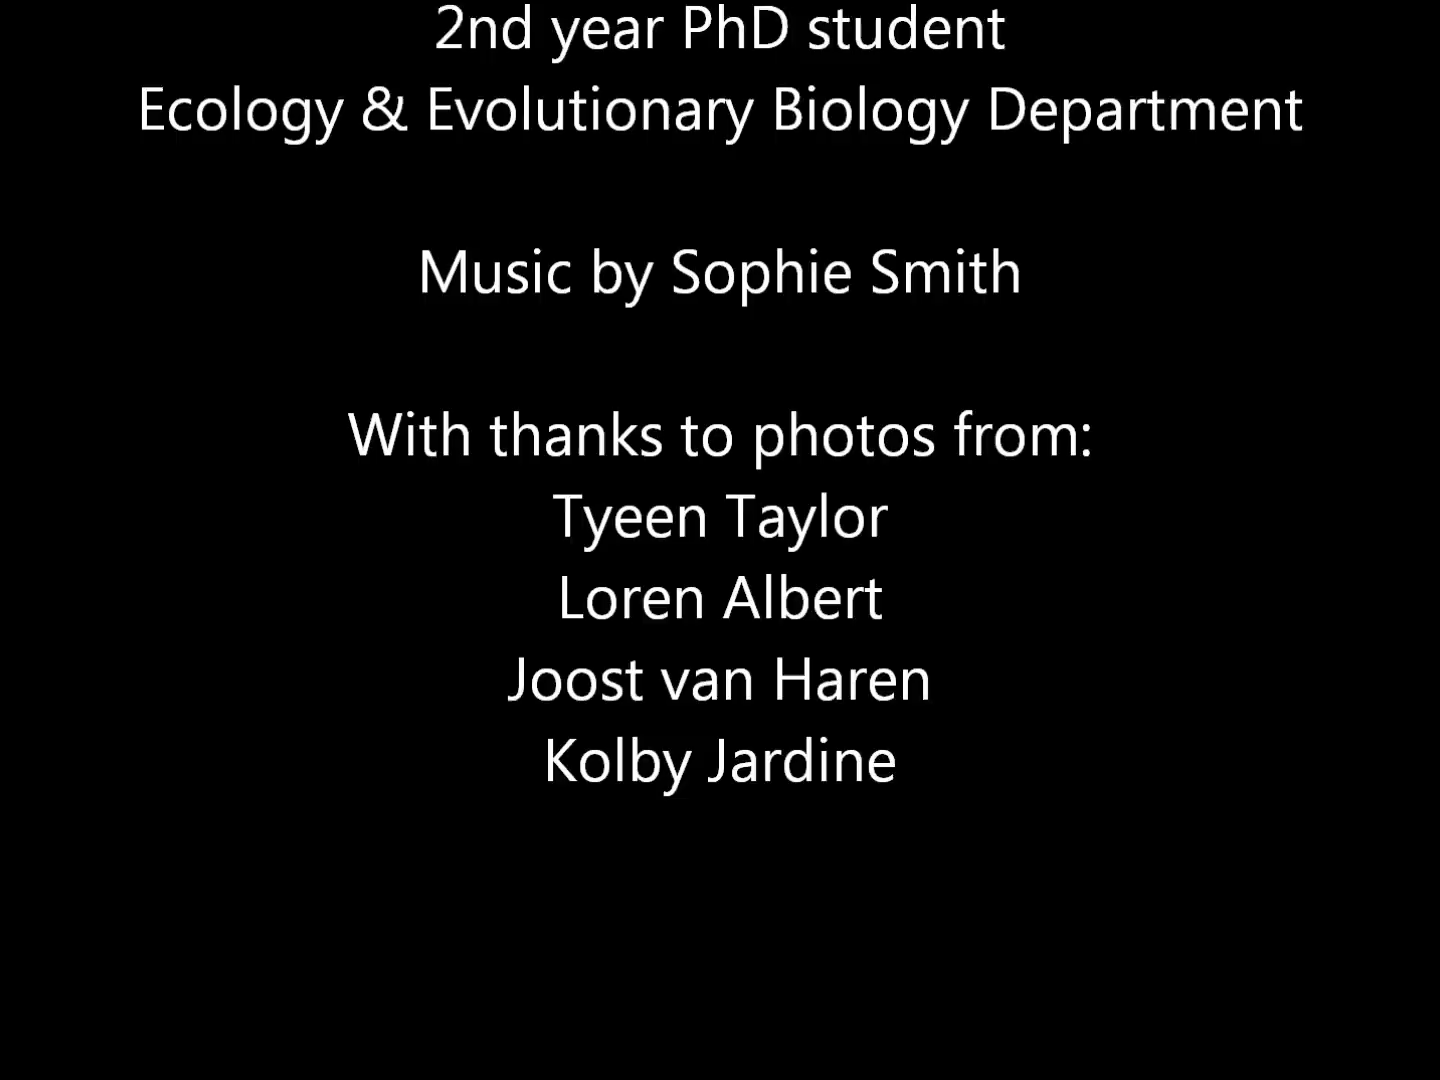 2nd year PhD student
Ecology & Evolutionary Biology Department
Music by Sophie Smith
With thanks to photos from:
Tyeen Taylor
Loren Albert
Joost van Haren
Kolby Jardine